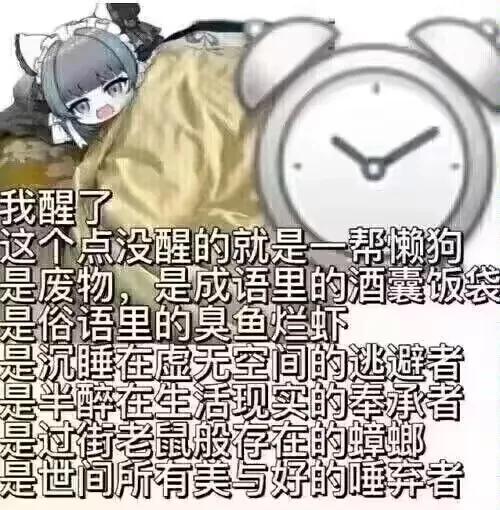 我醒了
这个点没醒的就是一帮懒狗
是废物，是成语里的酒囊饭袋
是俗语里的臭鱼烂虾
是沉睡在虚无空间的逃避者
是半醉在生活现实的奉承者
是过街老鼠般存在的蟑螂
是世间所有美与好的唾弃者